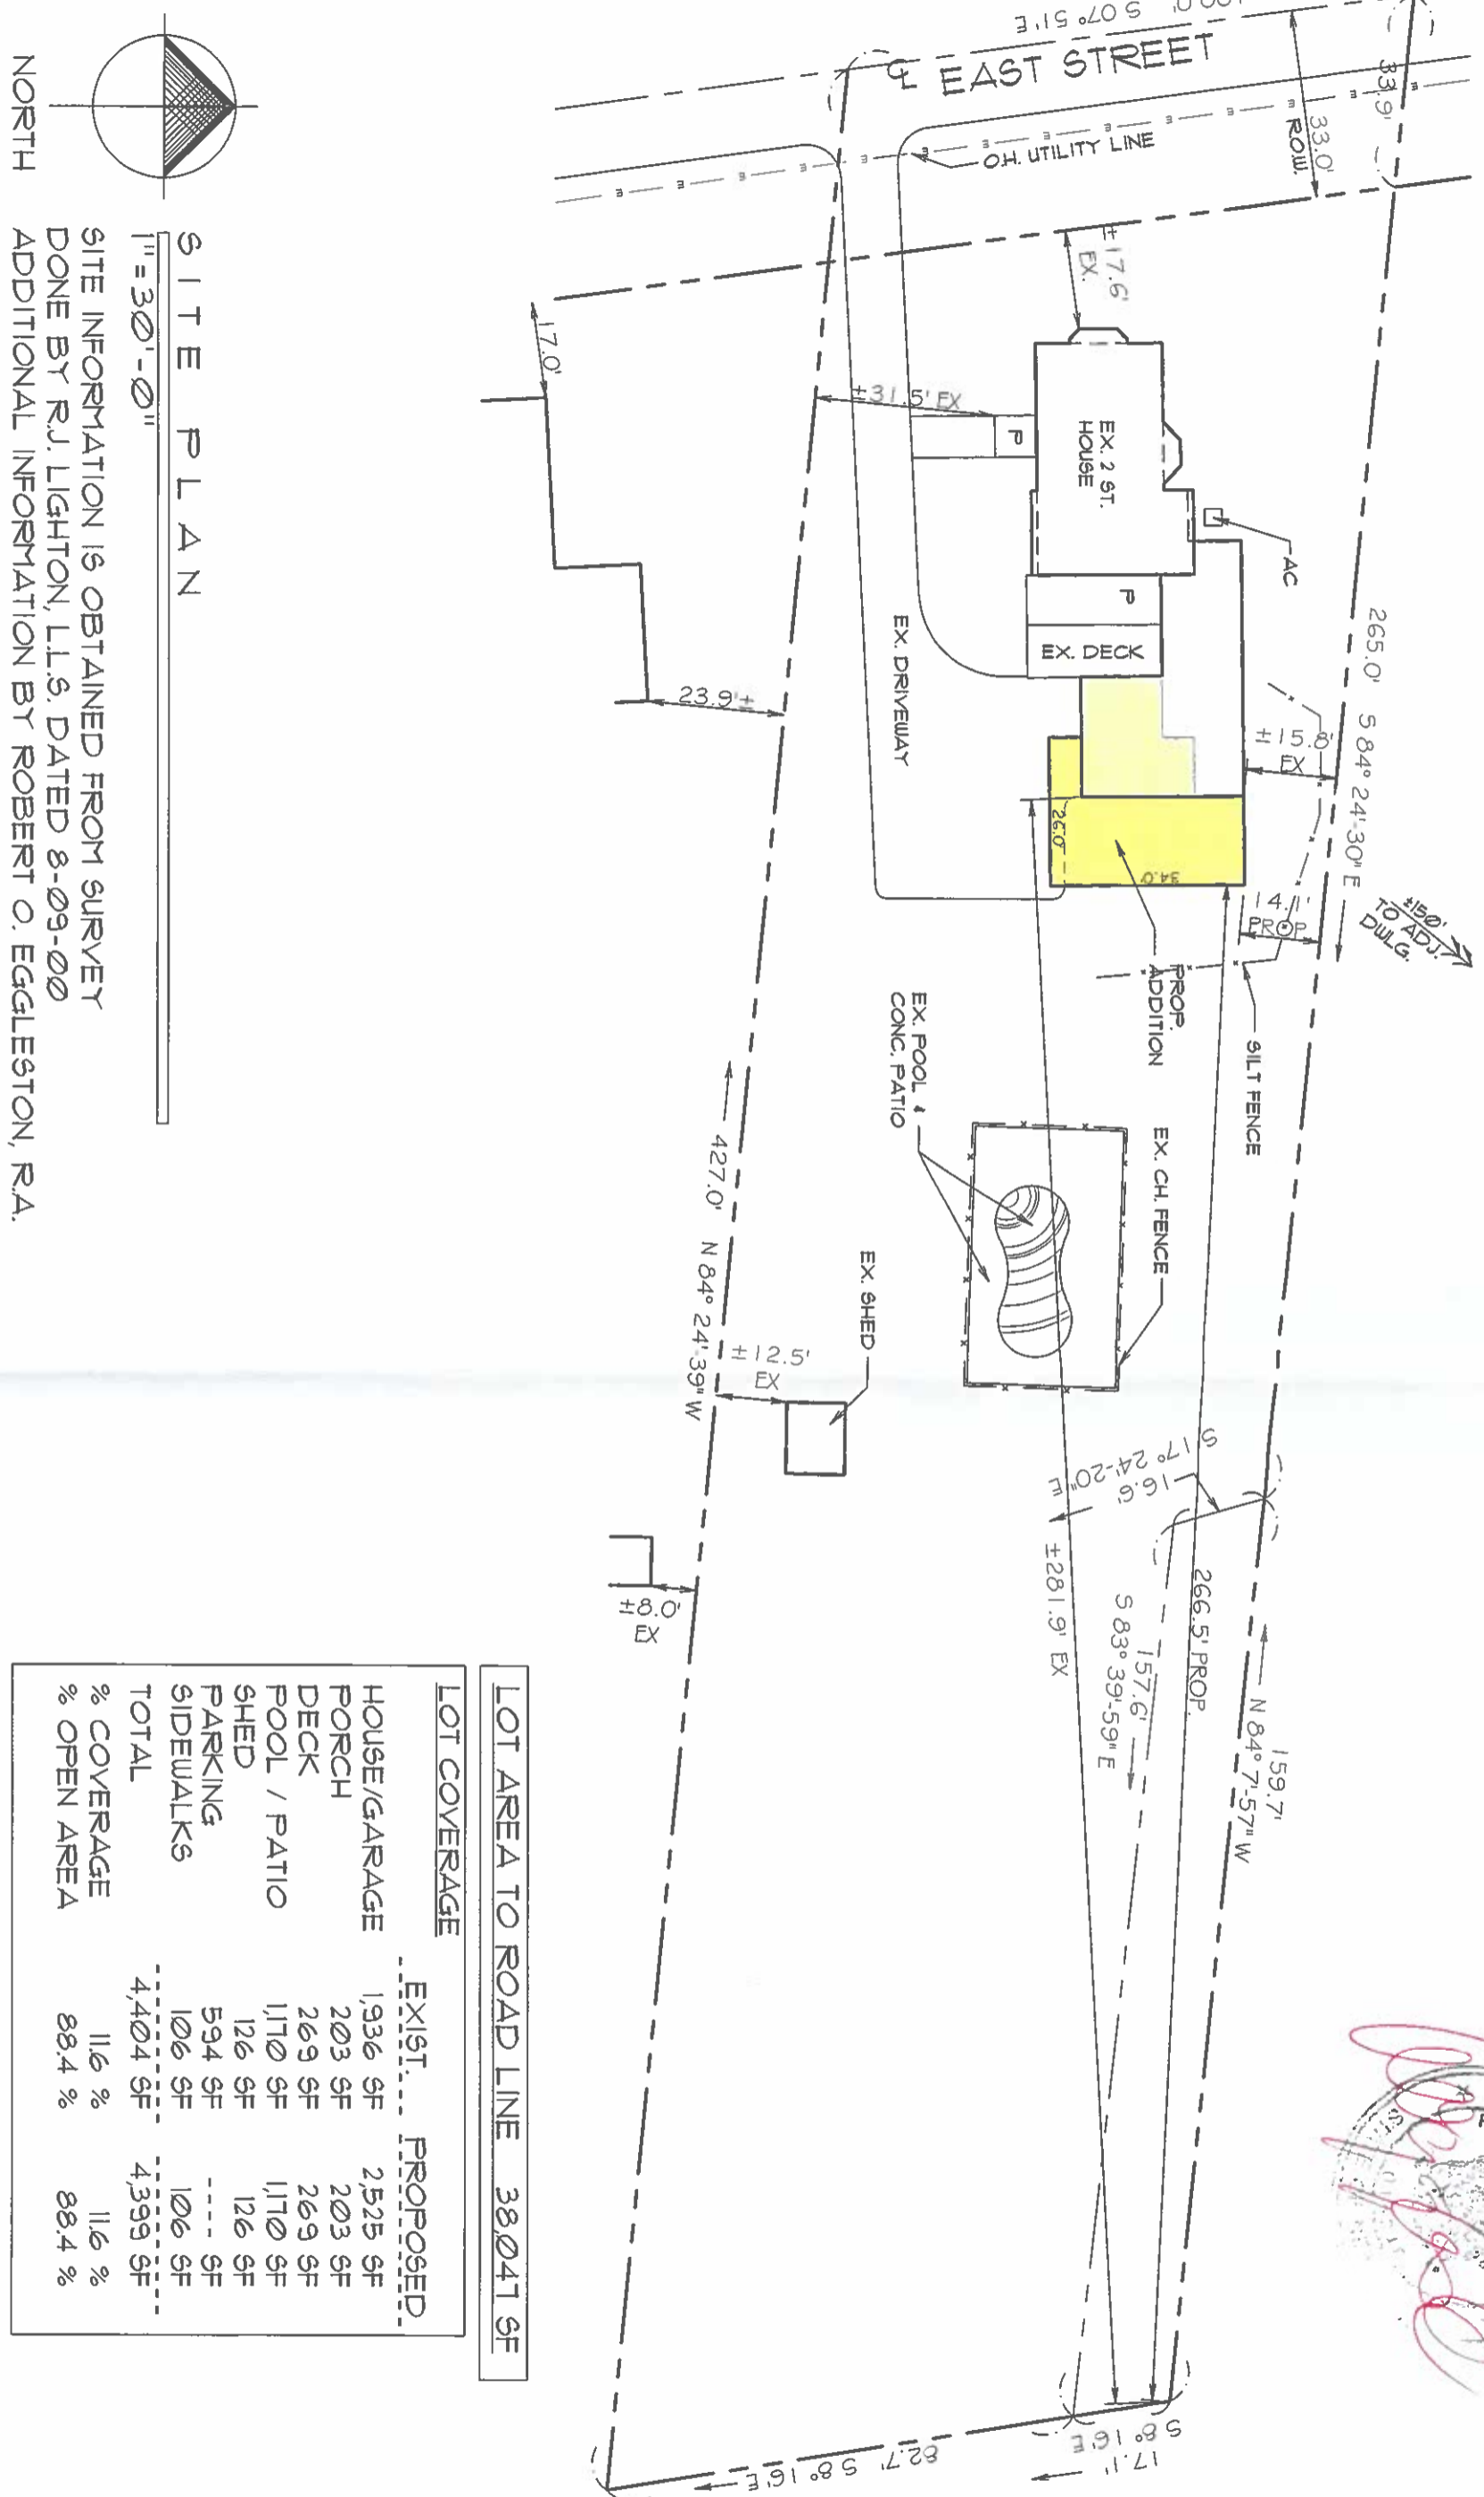 S 07° 51' E
℄ EAST STREET
33.9'
33.0'
R.O.W.
O.H. UTILITY LINE
±17.6'
EX.
17.0'
±31.5' EX
P
EX. 2 ST.
HOUSE
AC
265.0' S 84° 24'-30" E
P
EX. DECK
EX. DRIVEWAY
23.9'±
±15.8'
EX
26.0'
34.0'
14.1'
PROP
±150'
TO ADJ.
DWLG.
PROP.
ADDITION
SILT FENCE
EX. POOL &
CONC. PATIO
EX. CH. FENCE
427.0' N 84° 24'-39" W
EX. SHED
±12.5'
EX
S 17° 24'-20" E
16.6'
±8.0'
EX
±281.9' EX
266.5' PROP.
157.6'
S 83° 39'-59" E
159.7'
N 84° 7'-57" W
17.1'
S 8° 16' E
82.7' S 8° 16' E
NORTH
SITE PLAN
1"=30'-0"
SITE INFORMATION IS OBTAINED FROM SURVEY
DONE BY R.J. LIGHTON, L.L.S. DATED 8-09-00
ADDITIONAL INFORMATION BY ROBERT O. EGGLESTON, R.A.
LOT AREA TO ROAD LINE 38,047 SF
LOT COVERAGE
EXIST. PROPOSED
HOUSE/GARAGE 1,936 SF 2,525 SF
PORCH 203 SF 203 SF
DECK 269 SF 269 SF
POOL / PATIO 1,170 SF 1,170 SF
SHED 126 SF 126 SF
PARKING 594 SF ---- SF
SIDEWALKS 106 SF 106 SF
TOTAL 4,404 SF 4,399 SF
% COVERAGE 11.6 % 11.6 %
% OPEN AREA 88.4 % 88.4 %